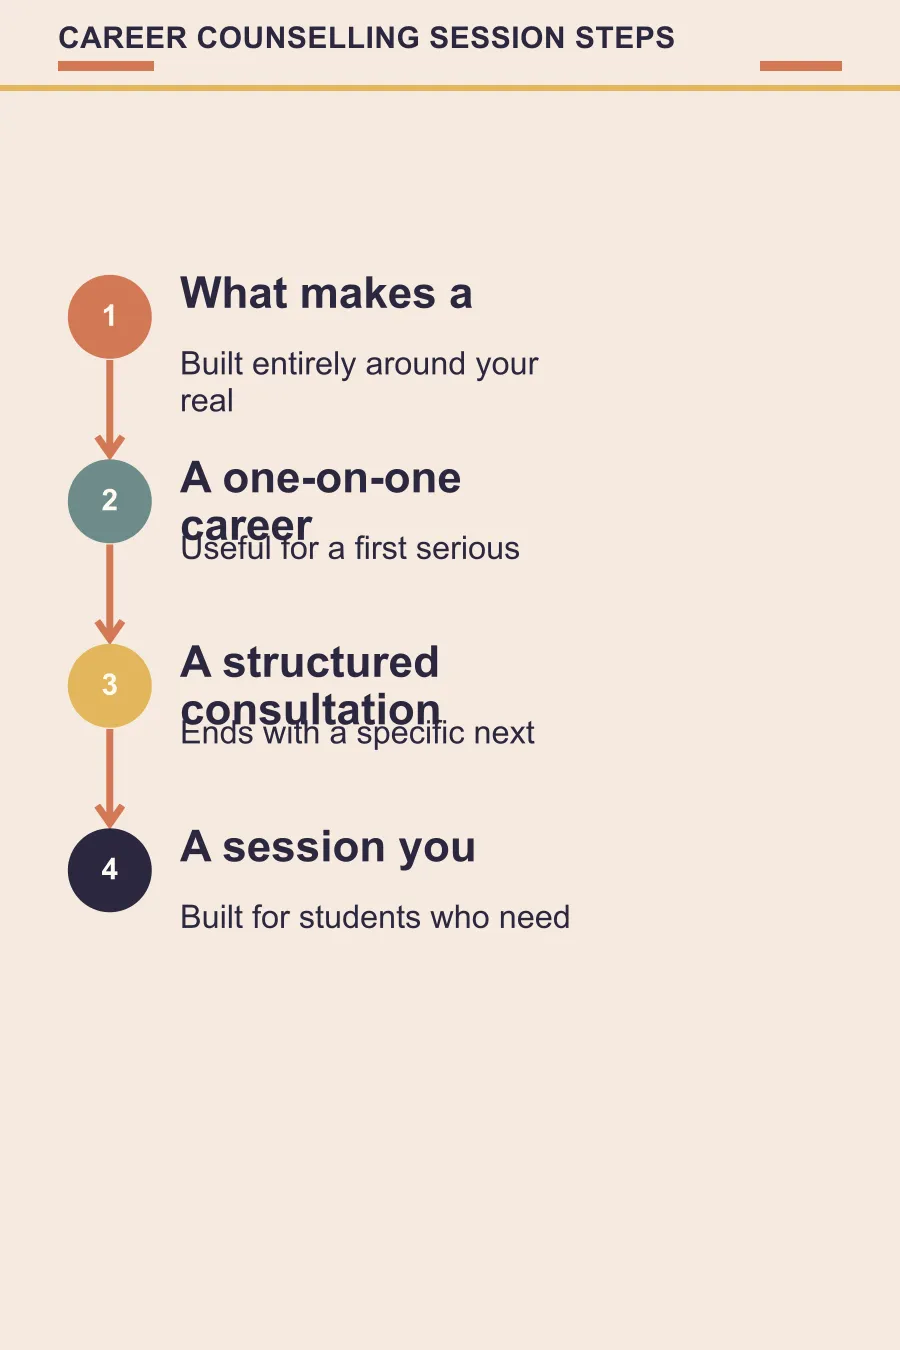 CAREER COUNSELLING SESSION STEPS
1
What makes a
Built entirely around your
real
2
A one-on-one
career
Useful for a first serious
3
A structured
consultation
Ends with a specific next
4
A session you
Built for students who need